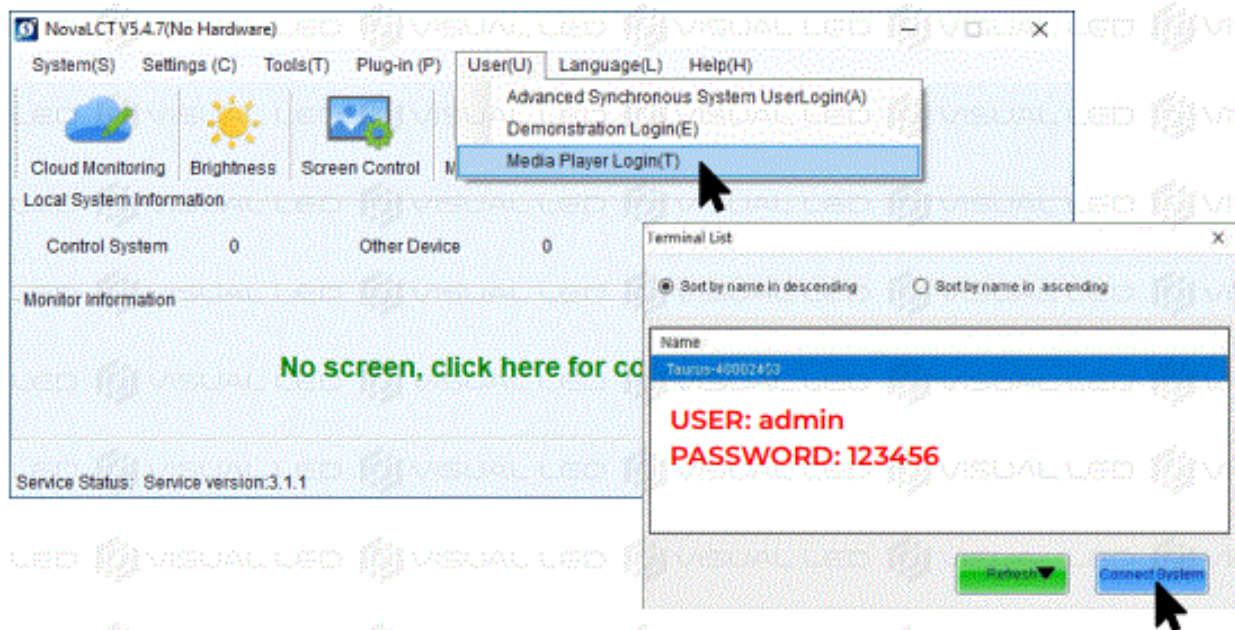 NovaLCT V5.4.7(No Hardware)
System(S) Settings (C) Tools(T) Plug-in (P) User(U) Language(L) Help(H)
Advanced Synchronous System UserLogin(A)
Demonstration Login(E)
Media Player Login(T)
Cloud Monitoring Brightness Screen Control M
Local System Information
Control System 0 Other Device 0
Monitor Information
No screen, click here for co
Service Status: Service version:3.1.1
Terminal List
Sort by name in descending Sort by name in ascending
Name
Taurus-40002453
USER: admin
PASSWORD: 123456
Refresh Connect System
VISUAL LED